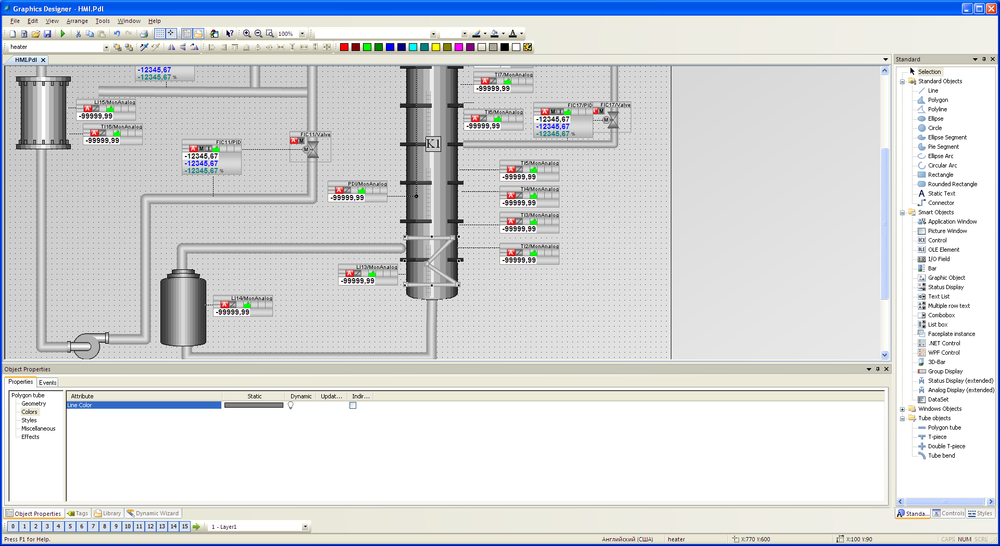 Graphics Designer - HMI.Pdl
File Edit View Arrange Tools Window Help
100%
heater
HMI.Pdl
-12345,67
-12345,67 %
LI15/MonAnalog
-99999,99
TI16/MonAnalog
-99999,99
FIC11/PID
-12345,67
-12345,67
-12345,67 %
FIC11/Valve
PDI/MonAnalog
-99999,99
K1
TI7/MonAnalog
-99999,99
TI6/MonAnalog
-99999,99
FIC17/PID
-12345,67
-12345,67
-12345,67 %
FIC17/Valve
TI5/MonAnalog
-99999,99
TI4/MonAnalog
-99999,99
TI3/MonAnalog
-99999,99
TI2/MonAnalog
-99999,99
LI13/MonAnalog
-99999,99
LI14/MonAnalog
-99999,99
Standard
Selection
Standard Objects
Line
Polygon
Polyline
Ellipse
Circle
Ellipse Segment
Pie Segment
Ellipse Arc
Circular Arc
Rectangle
Rounded Rectangle
Static Text
Connector
Smart Objects
Application Window
Picture Window
Control
OLE Element
I/O Field
Bar
Graphic Object
Status Display
Text List
Multiple row text
Combobox
List box
Faceplate instance
.NET Control
WPF Control
3D-Bar
Group Display
Status Display (extended)
Analog Display (extended)
DataSet
Windows Objects
Tube objects
Polygon tube
T-piece
Double T-piece
Tube bend
Standa... Controls Styles
Object Properties
Properties Events
Polygon tube
Geometry
Colors
Styles
Miscellaneous
Effects
Attribute Static Dynamic Updat... Indir...
Line Color
Object Properties Tags Library Dynamic Wizard
0 1 2 3 4 5 6 7 8 9 10 11 12 13 14 15 1 - Layer1
Press F1 for Help. Английский (США) heater X:770 Y:600 X:100 Y:90 CAPS NUM SCRL